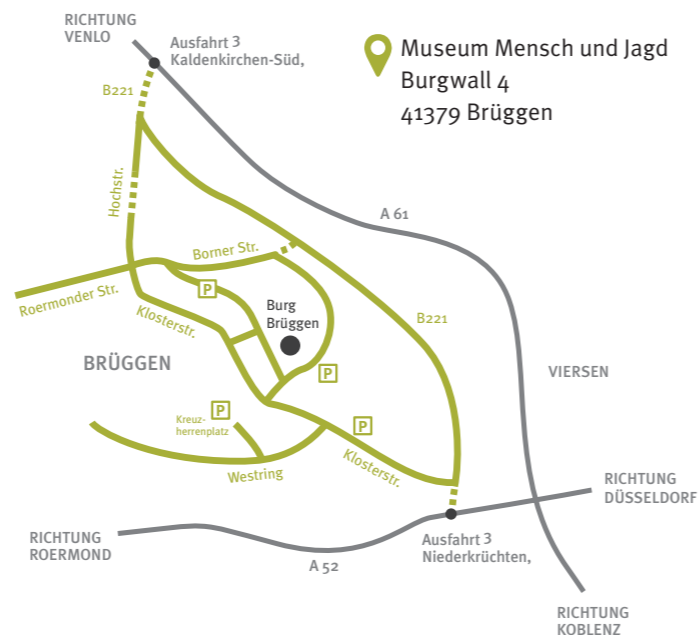 RICHTUNG
VENLO
Ausfahrt 3
Kaldenkirchen-Süd,
Museum Mensch und Jagd
Burgwall 4
41379 Brüggen
B221
Hochstr.
A 61
Borner Str.
Roermonder Str.
P
Burg
Brüggen
Klosterstr.
B221
BRÜGGEN
VIERSEN
P
P
Kreuz-
herrenplatz
P
Klosterstr.
Westring
RICHTUNG
DÜSSELDORF
RICHTUNG
ROERMOND
A 52
Ausfahrt 3
Niederkrüchten,
RICHTUNG
KOBLENZ